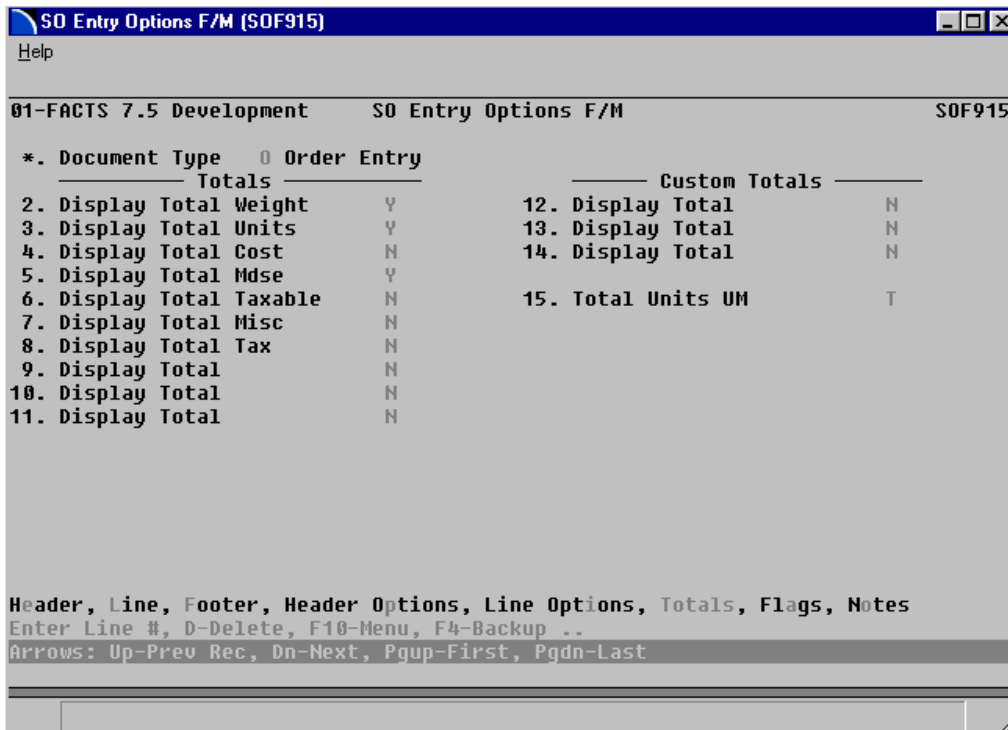 SO Entry Options F/M (SOF915)
Help
01-FACTS 7.5 Development SO Entry Options F/M SOF915
*. Document Type O Order Entry
Totals Custom Totals
2. Display Total Weight Y 12. Display Total N
3. Display Total Units Y 13. Display Total N
4. Display Total Cost N 14. Display Total N
5. Display Total Mdse Y
6. Display Total Taxable N 15. Total Units UM T
7. Display Total Misc N
8. Display Total Tax N
9. Display Total N
10. Display Total N
11. Display Total N
Header, Line, Footer, Header Options, Line Options, Totals, Flags, Notes
Enter Line #, D-Delete, F10-Menu, F4-Backup ..
Arrows: Up-Prev Rec, Dn-Next, Pgup-First, Pgdn-Last